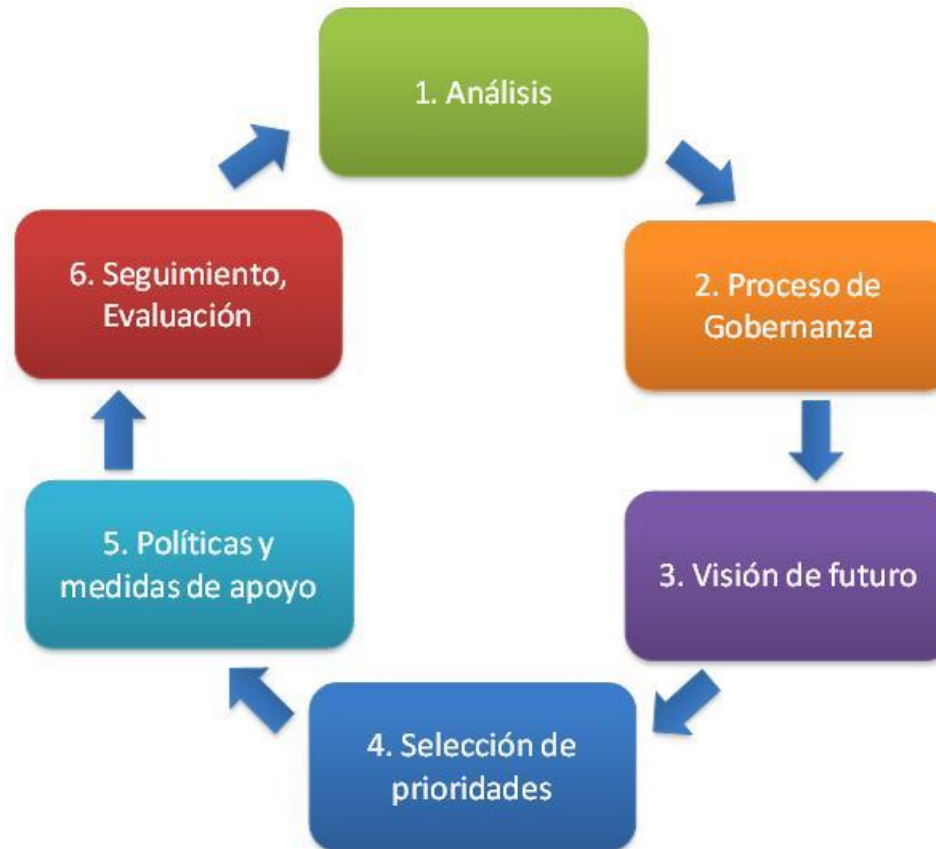 1. Análisis
2. Proceso de
Gobernanza
3. Visión de futuro
4. Selección de
prioridades
5. Políticas y
medidas de apoyo
6. Seguimiento,
Evaluación